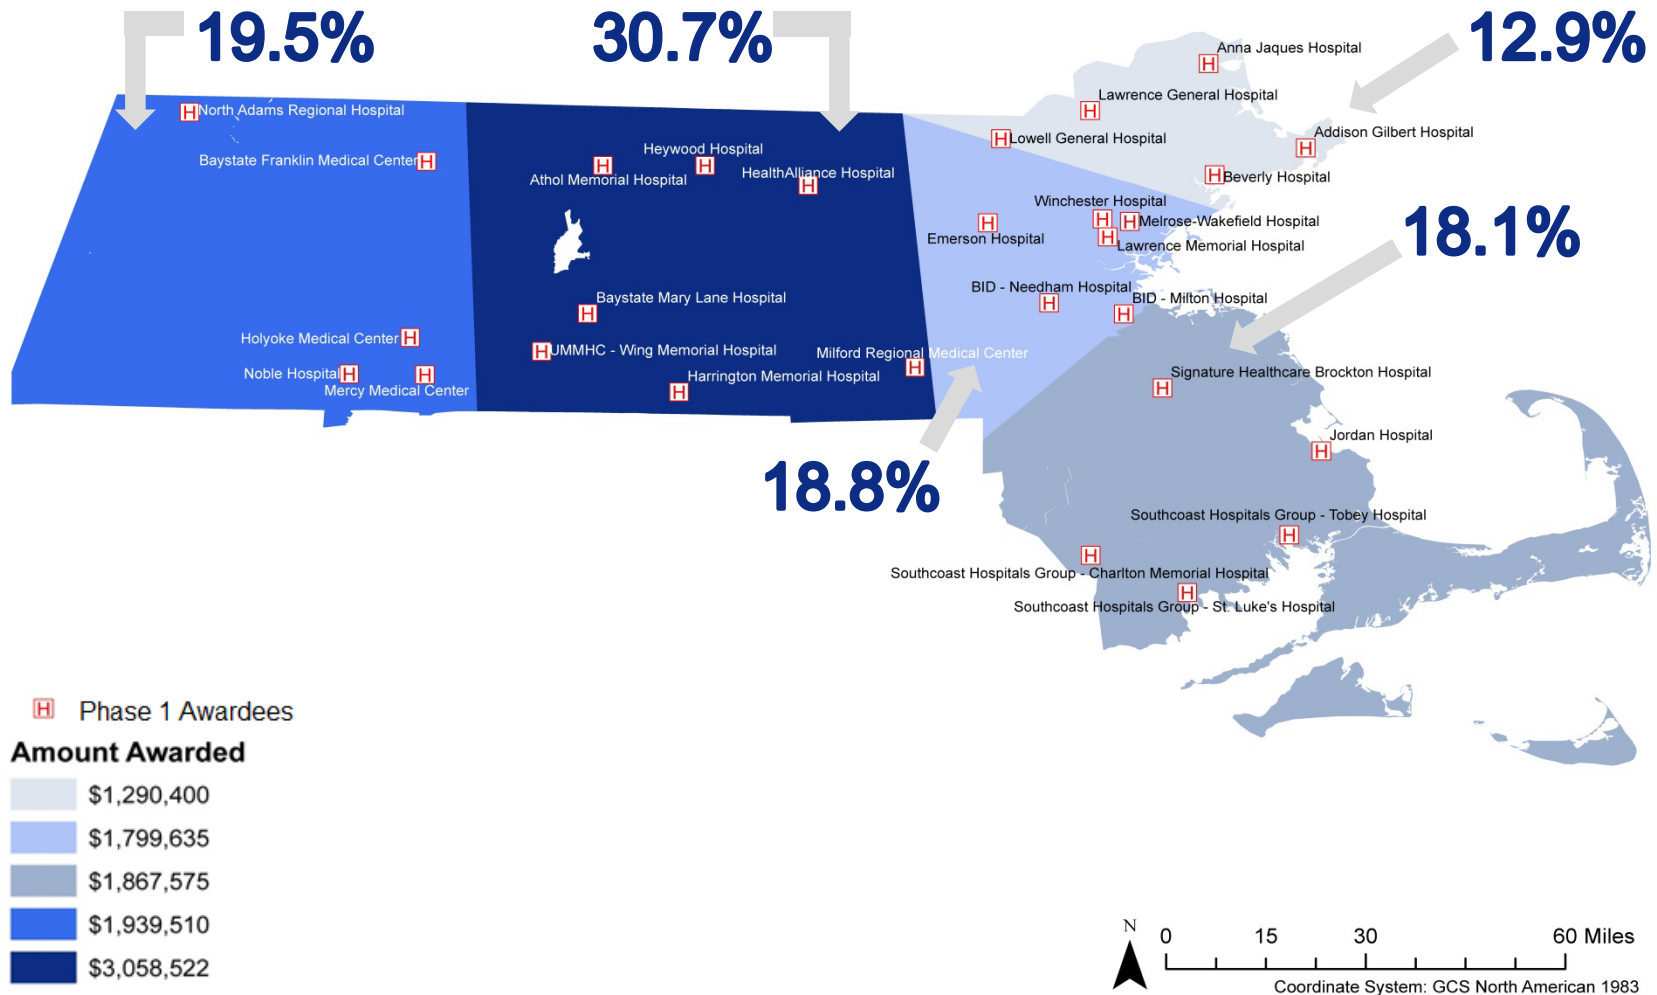 19.5%
30.7%
12.9%
Anna Jaques Hospital
Lawrence General Hospital
North Adams Regional Hospital
Lowell General Hospital
Addison Gilbert Hospital
Heywood Hospital
Baystate Franklin Medical Center
HealthAlliance Hospital
Athol Memorial Hospital
Beverly Hospital
Winchester Hospital
Melrose-Wakefield Hospital
Emerson Hospital
Lawrence Memorial Hospital
18.1%
BID - Needham Hospital
BID - Milton Hospital
Baystate Mary Lane Hospital
Holyoke Medical Center
UMMHC - Wing Memorial Hospital
Milford Regional Medical Center
Noble Hospital
Harrington Memorial Hospital
Signature Healthcare Brockton Hospital
Mercy Medical Center
Jordan Hospital
18.8%
Southcoast Hospitals Group - Tobey Hospital
Southcoast Hospitals Group - Charlton Memorial Hospital
Southcoast Hospitals Group - St. Luke's Hospital
H Phase 1 Awardees
Amount Awarded
$1,290,400
$1,799,635
$1,867,575
$1,939,510
$3,058,522
N
0 15 30 60 Miles
Coordinate System: GCS North American 1983